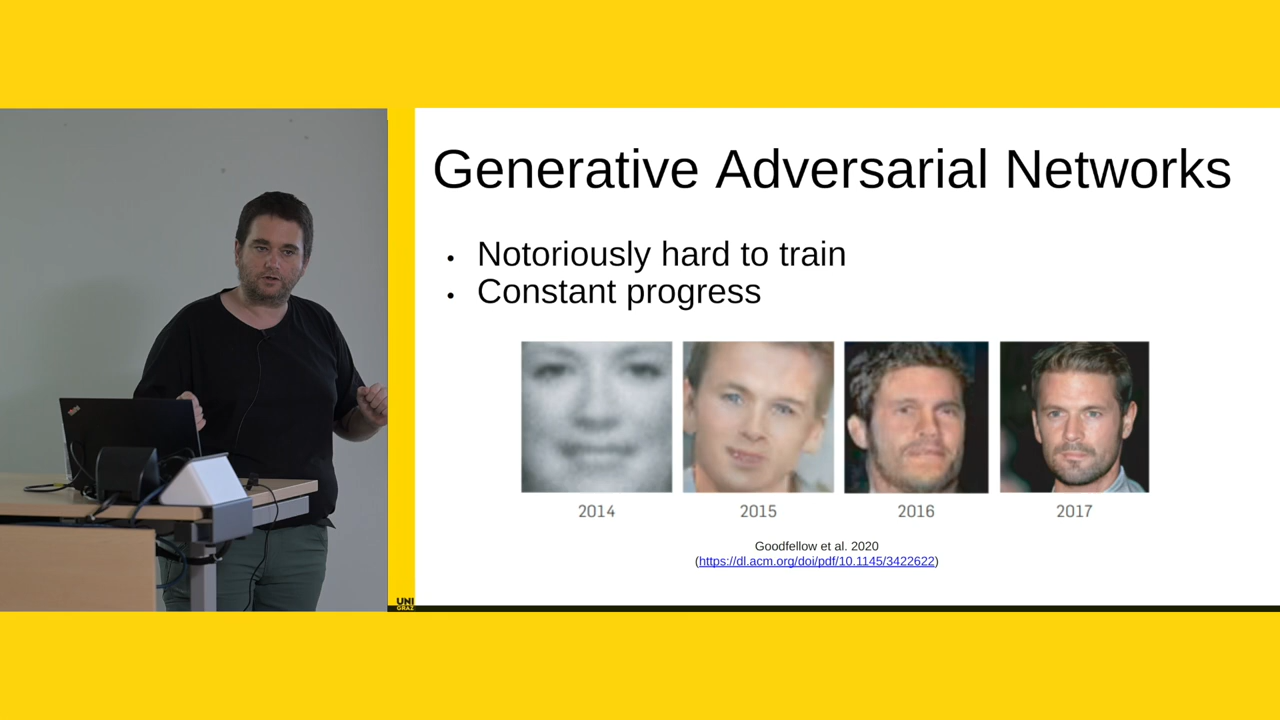 Generative Adversarial Networks
• Notoriously hard to train
• Constant progress
2014 2015 2016 2017
Goodfellow et al. 2020
(https://dl.acm.org/doi/pdf/10.1145/3422622)
UNI
GRAZ